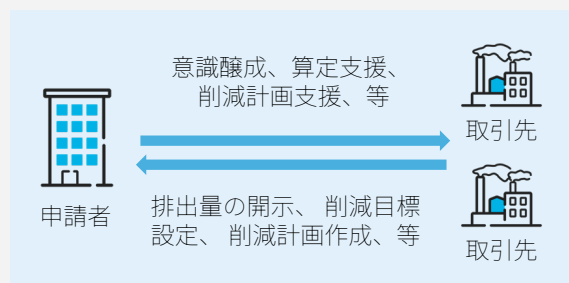 意識醸成、算定支援、
削減計画支援、等
取引先
申請者
排出量の開示、 削減目標
設定、 削減計画作成、等
取引先